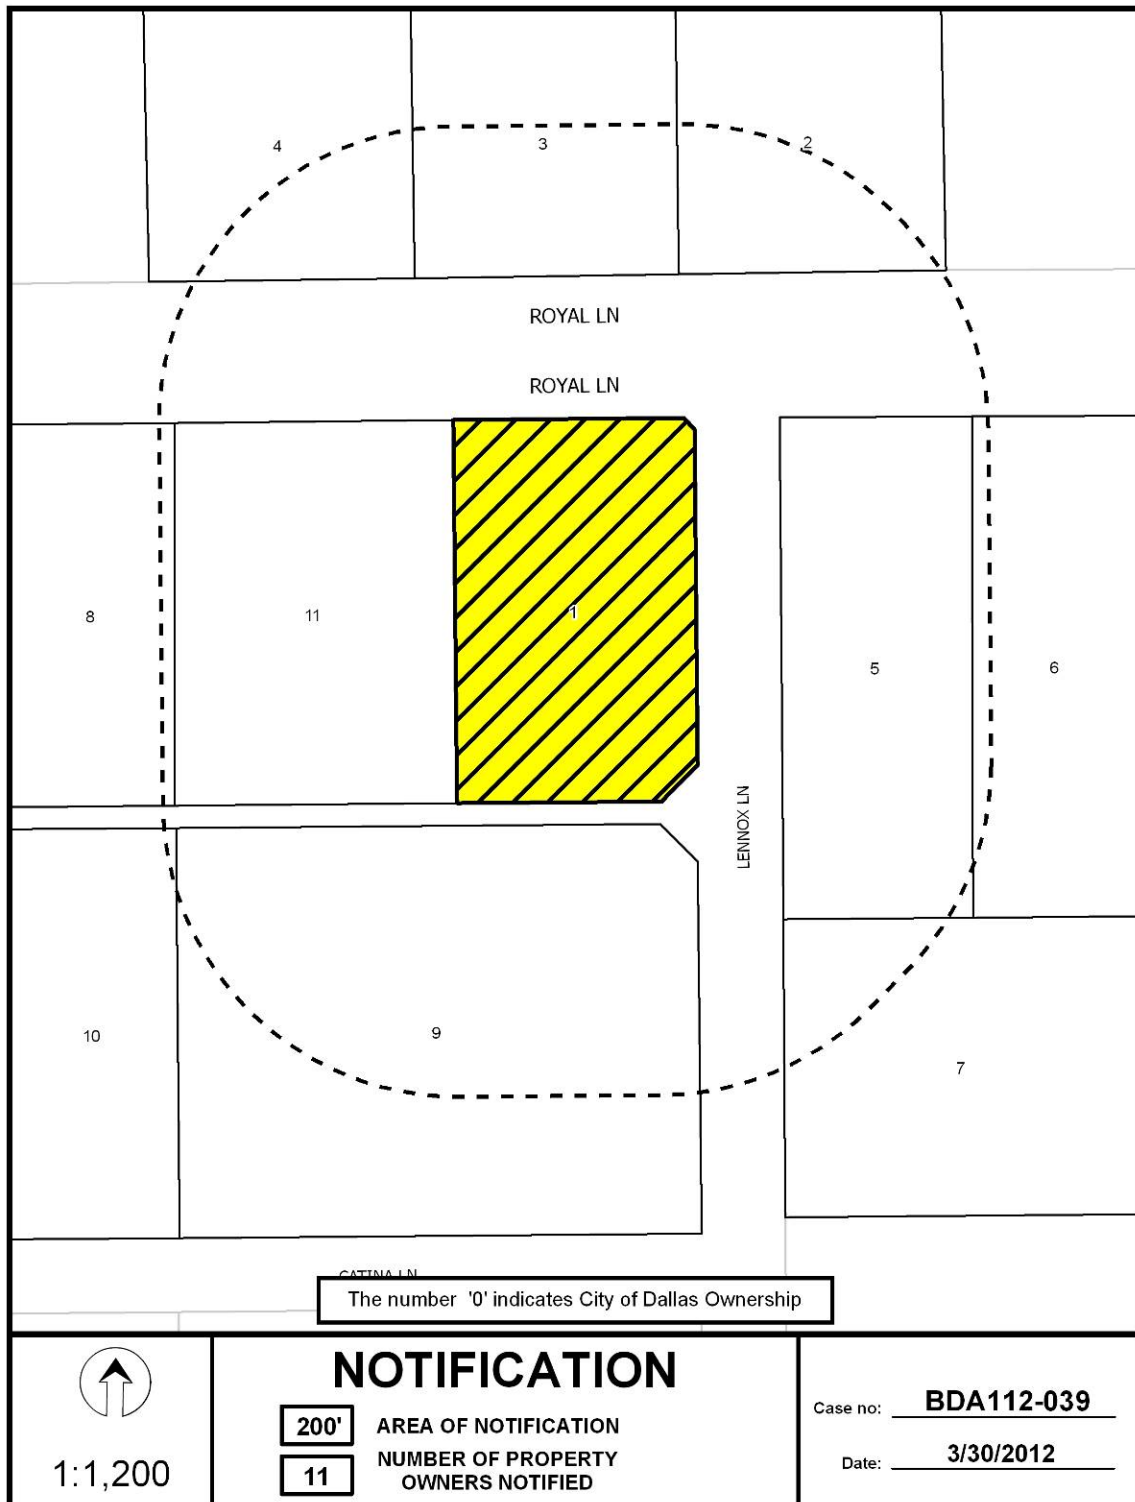 4
3
2
ROYAL LN
ROYAL LN
8
11
1
5
6
LENNOX LN
10
9
7
CATINA LN
The number '0' indicates City of Dallas Ownership
1:1,200
NOTIFICATION
200' AREA OF NOTIFICATION
11 NUMBER OF PROPERTY
OWNERS NOTIFIED
Case no: BDA112-039
Date: 3/30/2012